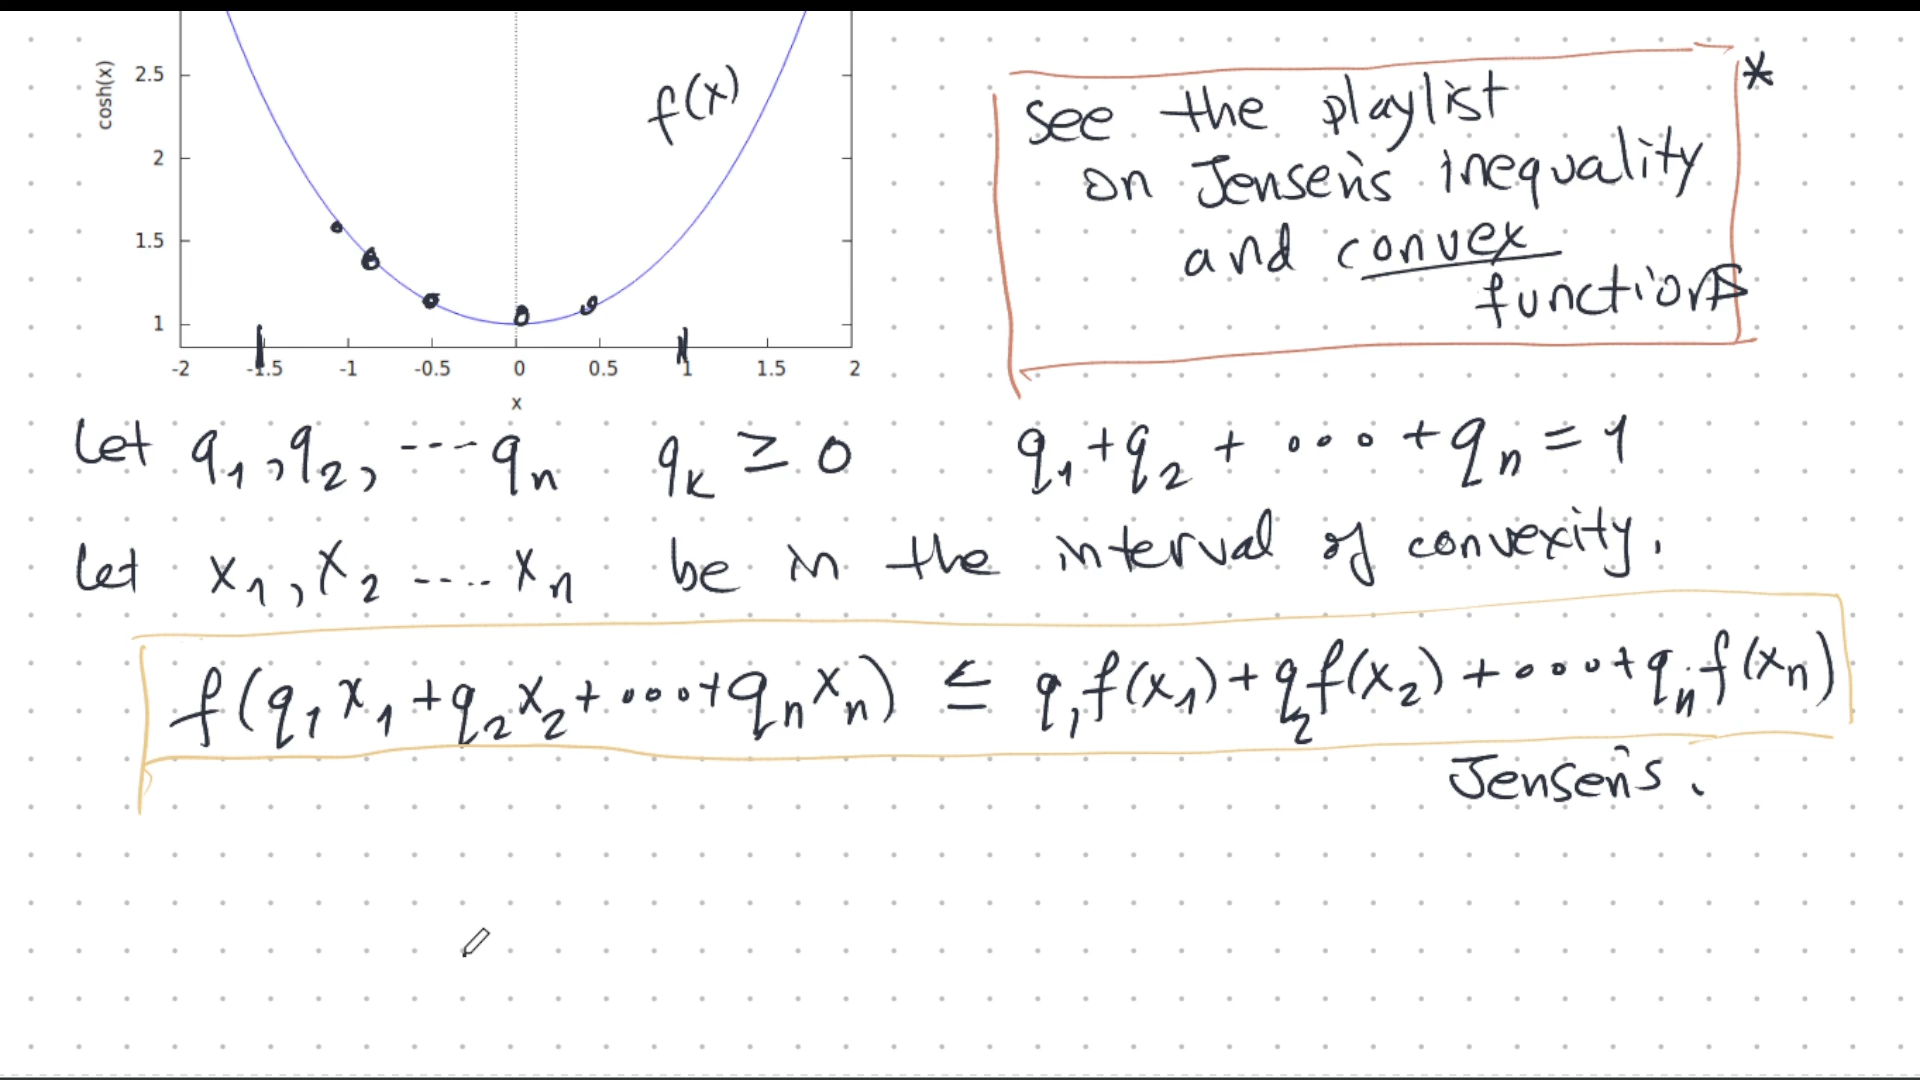 cosh(x)
2.5
2
1.5
1
-2 -1.5 -1 -0.5 0 0.5 1 1.5 2
x
f(x)
see the playlist *
on Jensen's inequality
and convex
functions
Let q₁, q₂, ---- qₙ qₖ ≥ 0 q₁ + q₂ + ... + qₙ = 1
Let x₁, x₂ ---- xₙ be in the interval of convexity.
f(q₁x₁ + q₂x₂ + ... + qₙxₙ) ≤ q₁f(x₁) + q₂f(x₂) + ... + qₙf(xₙ)
Jensen's.